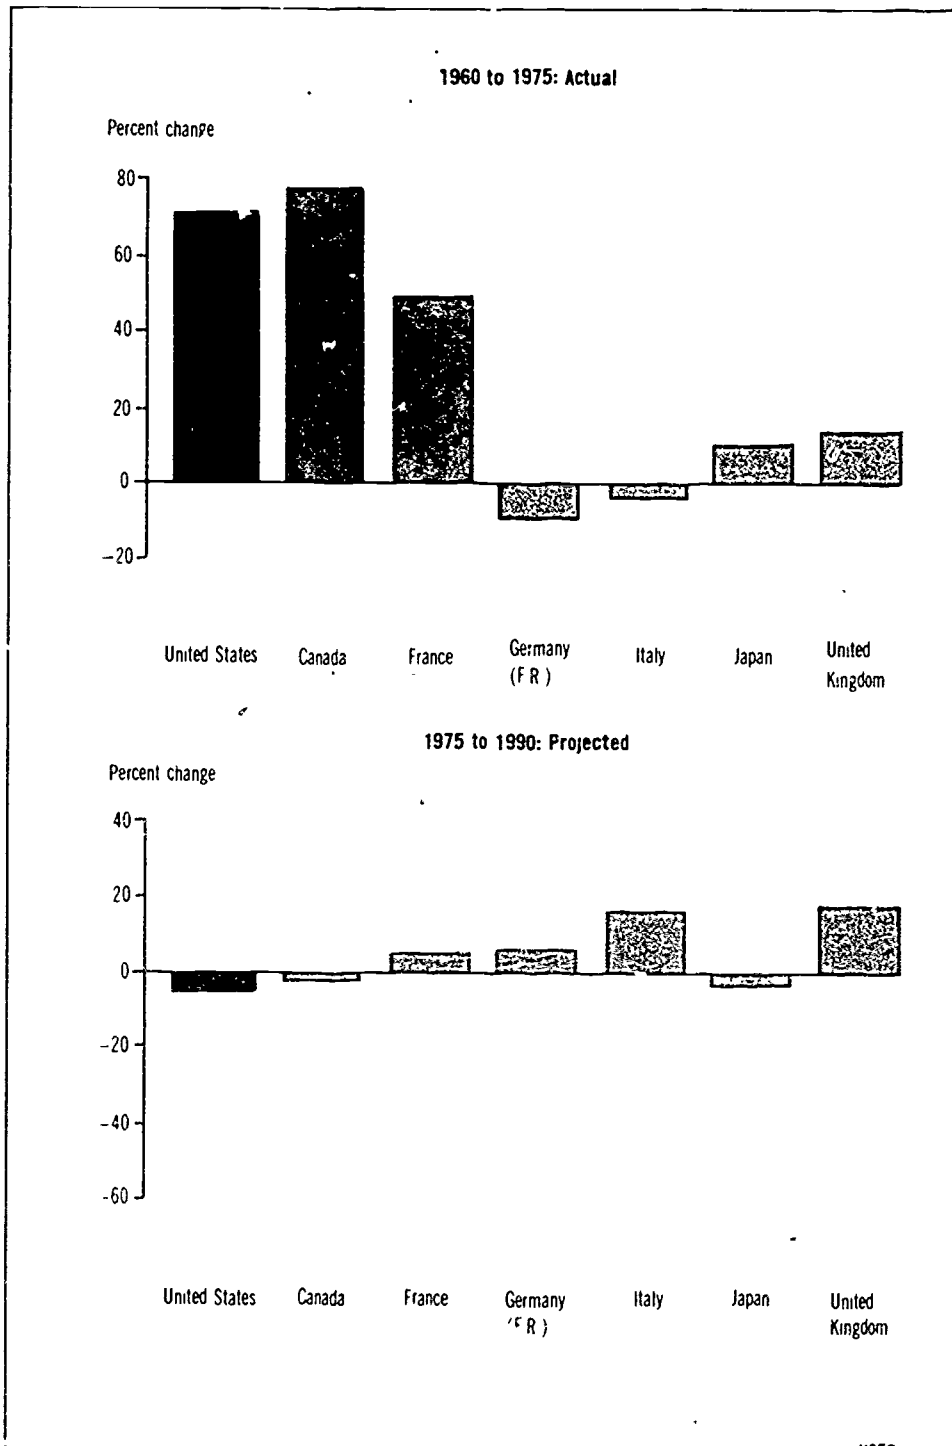 1960 to 1975: Actual
Percent change
80
60
40
20
0
−20
United States Canada France Germany (F R ) Italy Japan United Kingdom
1975 to 1990: Projected
Percent change
40
20
0
−20
−40
-60
United States Canada France Germany Italy Japan United Kingdom